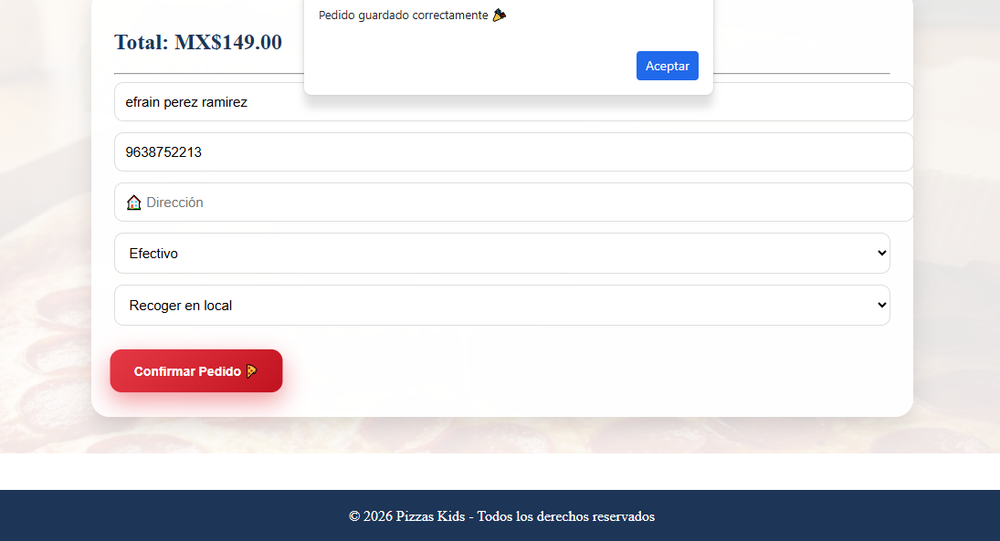 Pedido guardado correctamente 🎉
Aceptar
Total: MX$149.00
efrain perez ramirez
9638752213
🏠 Dirección
Efectivo
Recoger en local
Confirmar Pedido 🍕
© 2026 Pizzas Kids - Todos los derechos reservados